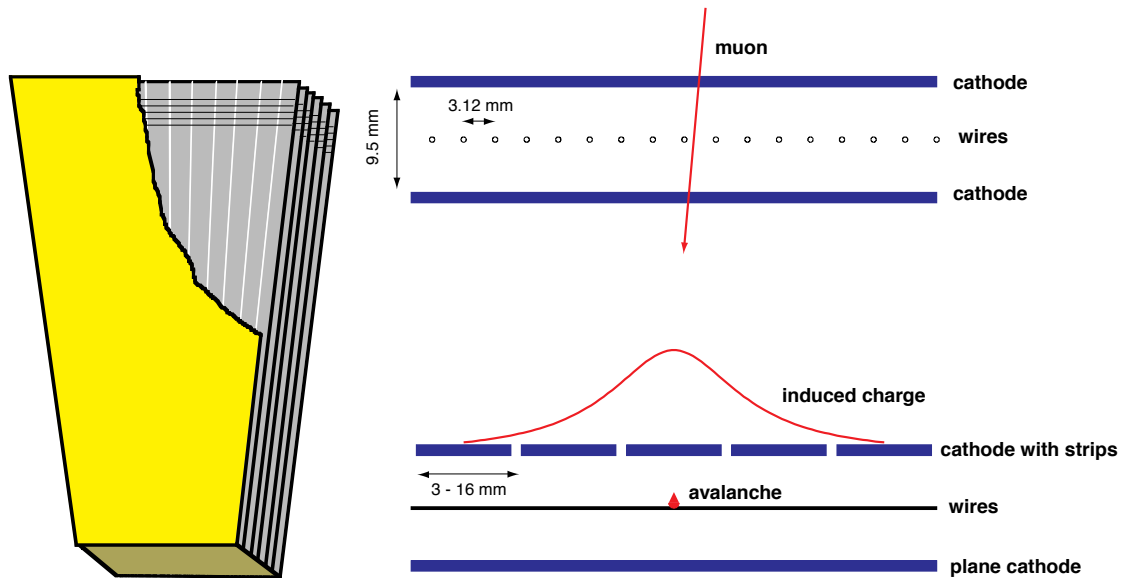 muon
cathode
3.12 mm
wires
9.5 mm
cathode
induced charge
cathode with strips
3 - 16 mm
avalanche
wires
plane cathode